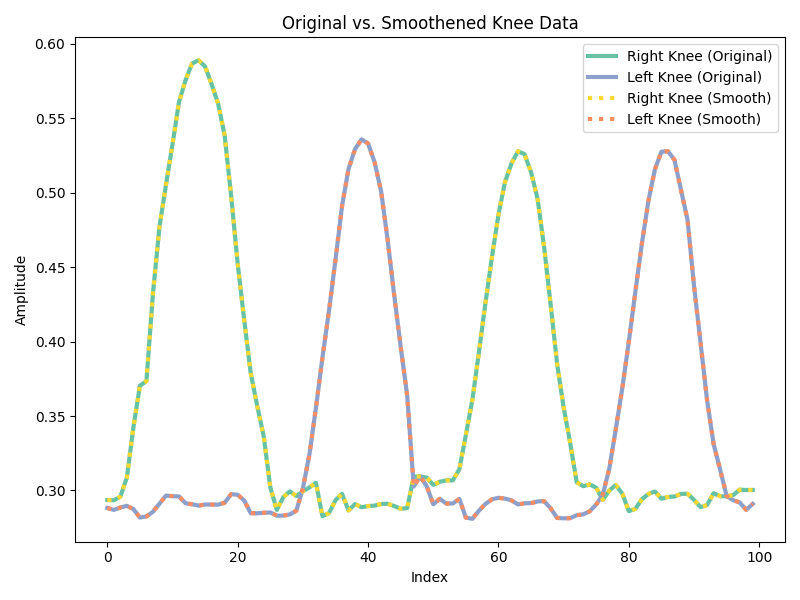 Original vs. Smoothened Knee Data
Right Knee (Original)
Left Knee (Original)
Right Knee (Smooth)
Left Knee (Smooth)
Amplitude
0.60
0.55
0.50
0.45
0.40
0.35
0.30
0 20 40 60 80 100
Index